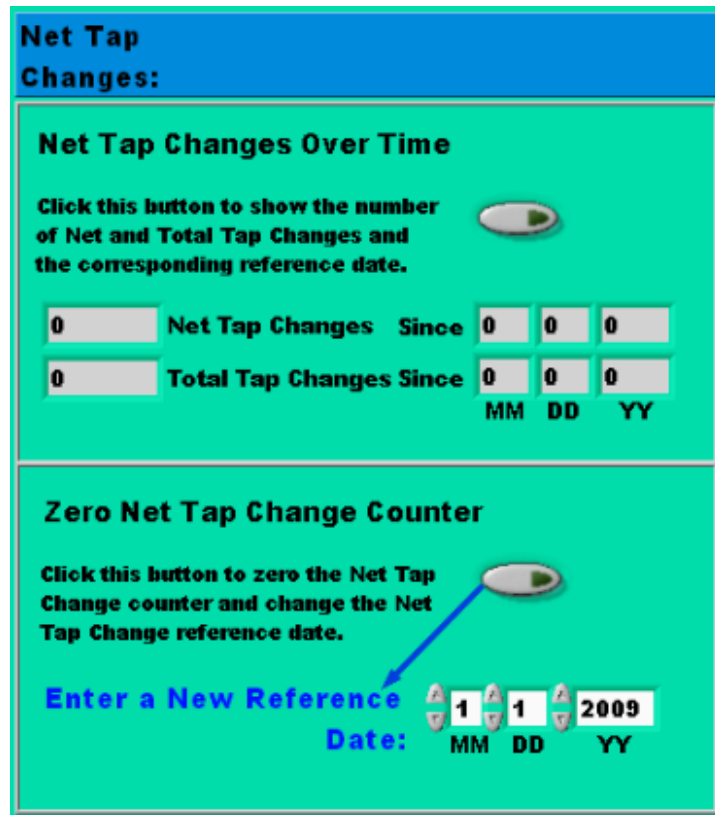 Net Tap
Changes:
Net Tap Changes Over Time
Click this button to show the number
of Net and Total Tap Changes and
the corresponding reference date.
0 Net Tap Changes Since 0 0 0
0 Total Tap Changes Since 0 0 0
MM DD YY
Zero Net Tap Change Counter
Click this button to zero the Net Tap
Change counter and change the Net
Tap Change reference date.
Enter a New Reference
Date: 1 1 2009
MM DD YY